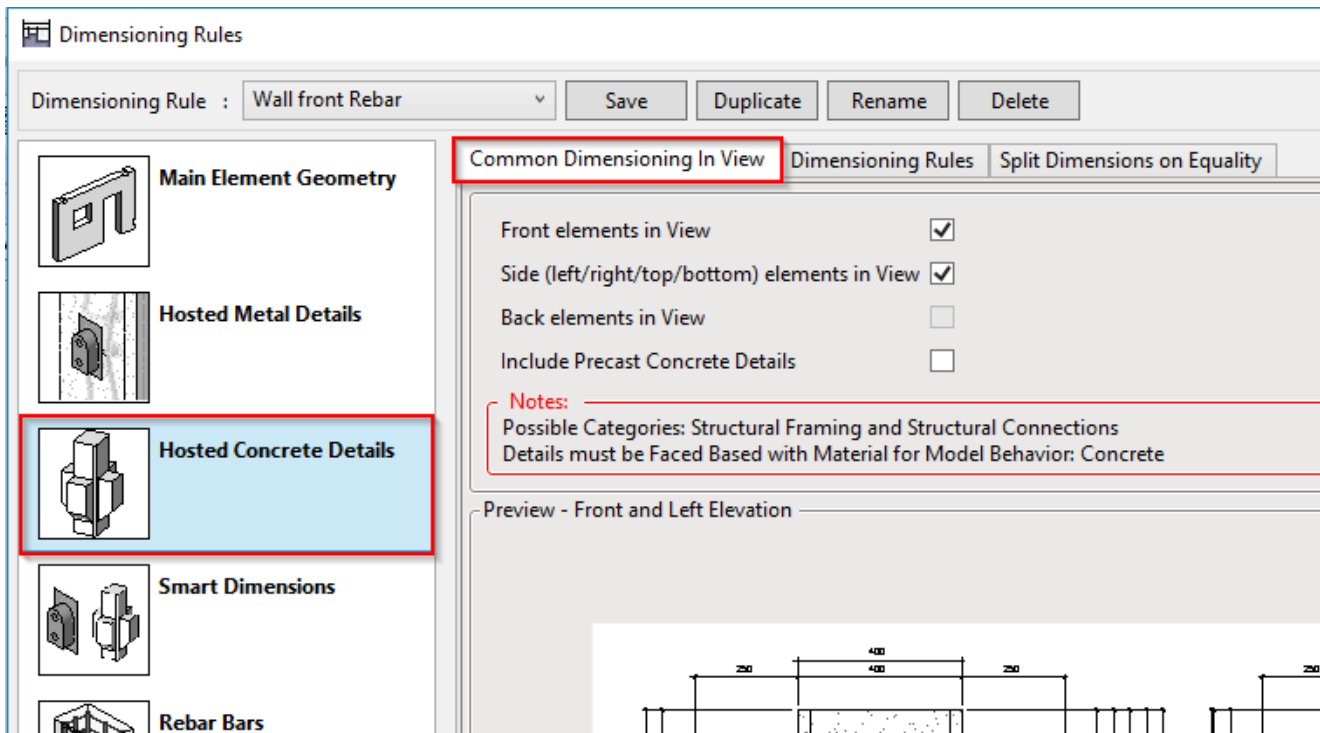 Dimensioning Rules
Dimensioning Rule : Wall front Rebar Save Duplicate Rename Delete
Main Element Geometry
Hosted Metal Details
Hosted Concrete Details
Smart Dimensions
Rebar Bars
Common Dimensioning In View Dimensioning Rules Split Dimensions on Equality
Front elements in View
Side (left/right/top/bottom) elements in View
Back elements in View
Include Precast Concrete Details
Notes:
Possible Categories: Structural Framing and Structural Connections
Details must be Faced Based with Material for Model Behavior: Concrete
Preview - Front and Left Elevation
400
250 400 250 250